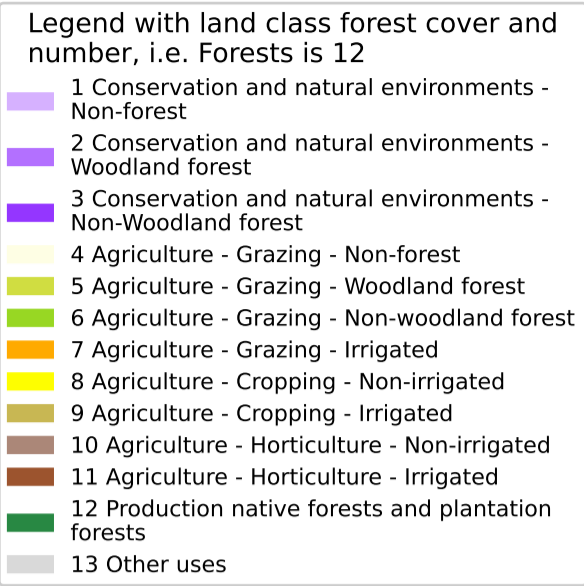 Legend with land class forest cover and
number, i.e. Forests is 12
1 Conservation and natural environments -
Non-forest
2 Conservation and natural environments -
Woodland forest
3 Conservation and natural environments -
Non-Woodland forest
4 Agriculture - Grazing - Non-forest
5 Agriculture - Grazing - Woodland forest
6 Agriculture - Grazing - Non-woodland forest
7 Agriculture - Grazing - Irrigated
8 Agriculture - Cropping - Non-irrigated
9 Agriculture - Cropping - Irrigated
10 Agriculture - Horticulture - Non-irrigated
11 Agriculture - Horticulture - Irrigated
12 Production native forests and plantation
forests
13 Other uses